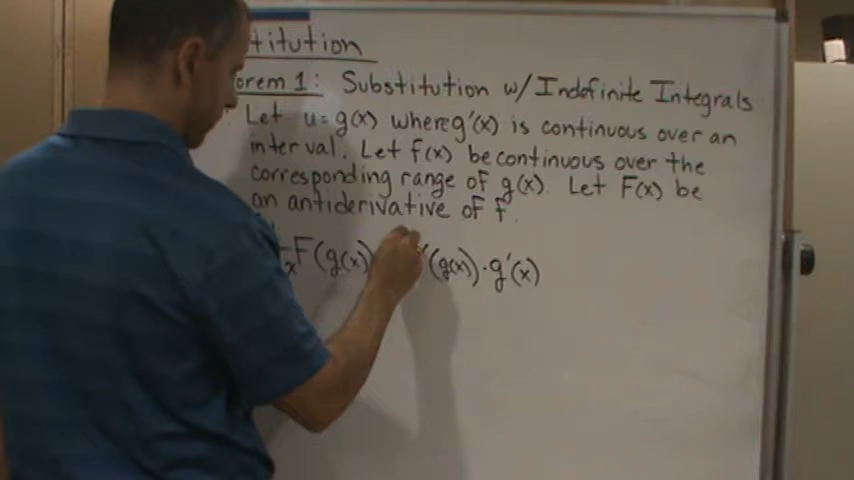 titution
orem 1: Substitution w/Indefinite Integrals
Let u=g(x) where g'(x) is continuous over an
interval. Let f(x) be continuous over the
corresponding range of g(x). Let F(x) be
an antiderivative of f.
x F(g(x) '(g(x))·g'(x)